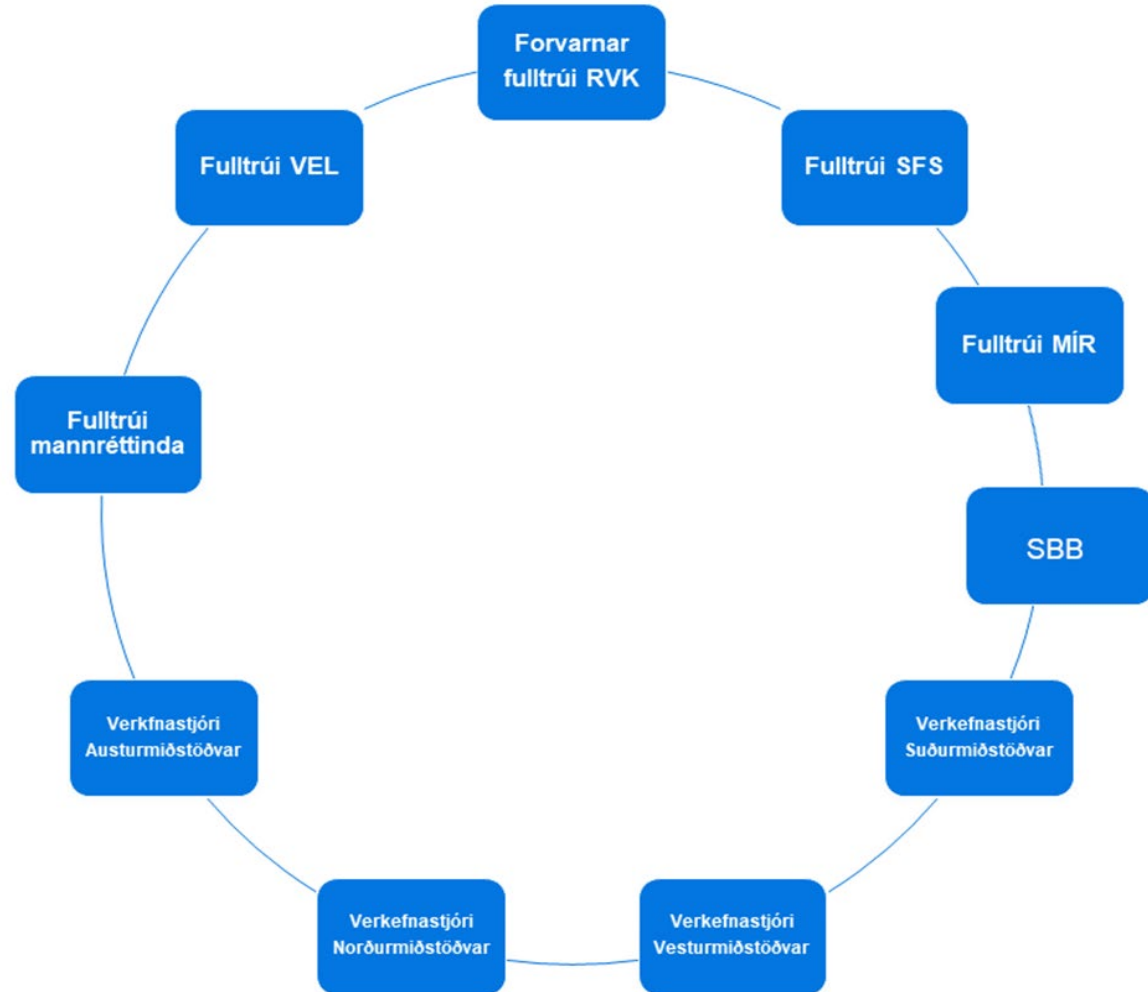 Forvarnar
fulltrúi RVK
Fulltrúi SFS
Fulltrúi MÍR
SBB
Verkefnastjóri
Suðurmiðstöðvar
Verkefnastjóri
Vesturmiðstöðvar
Verkefnastjóri
Norðurmiðstöðvar
Verkfnastjóri
Austurmiðstöðvar
Fulltrúi
mannréttinda
Fulltrúi VEL